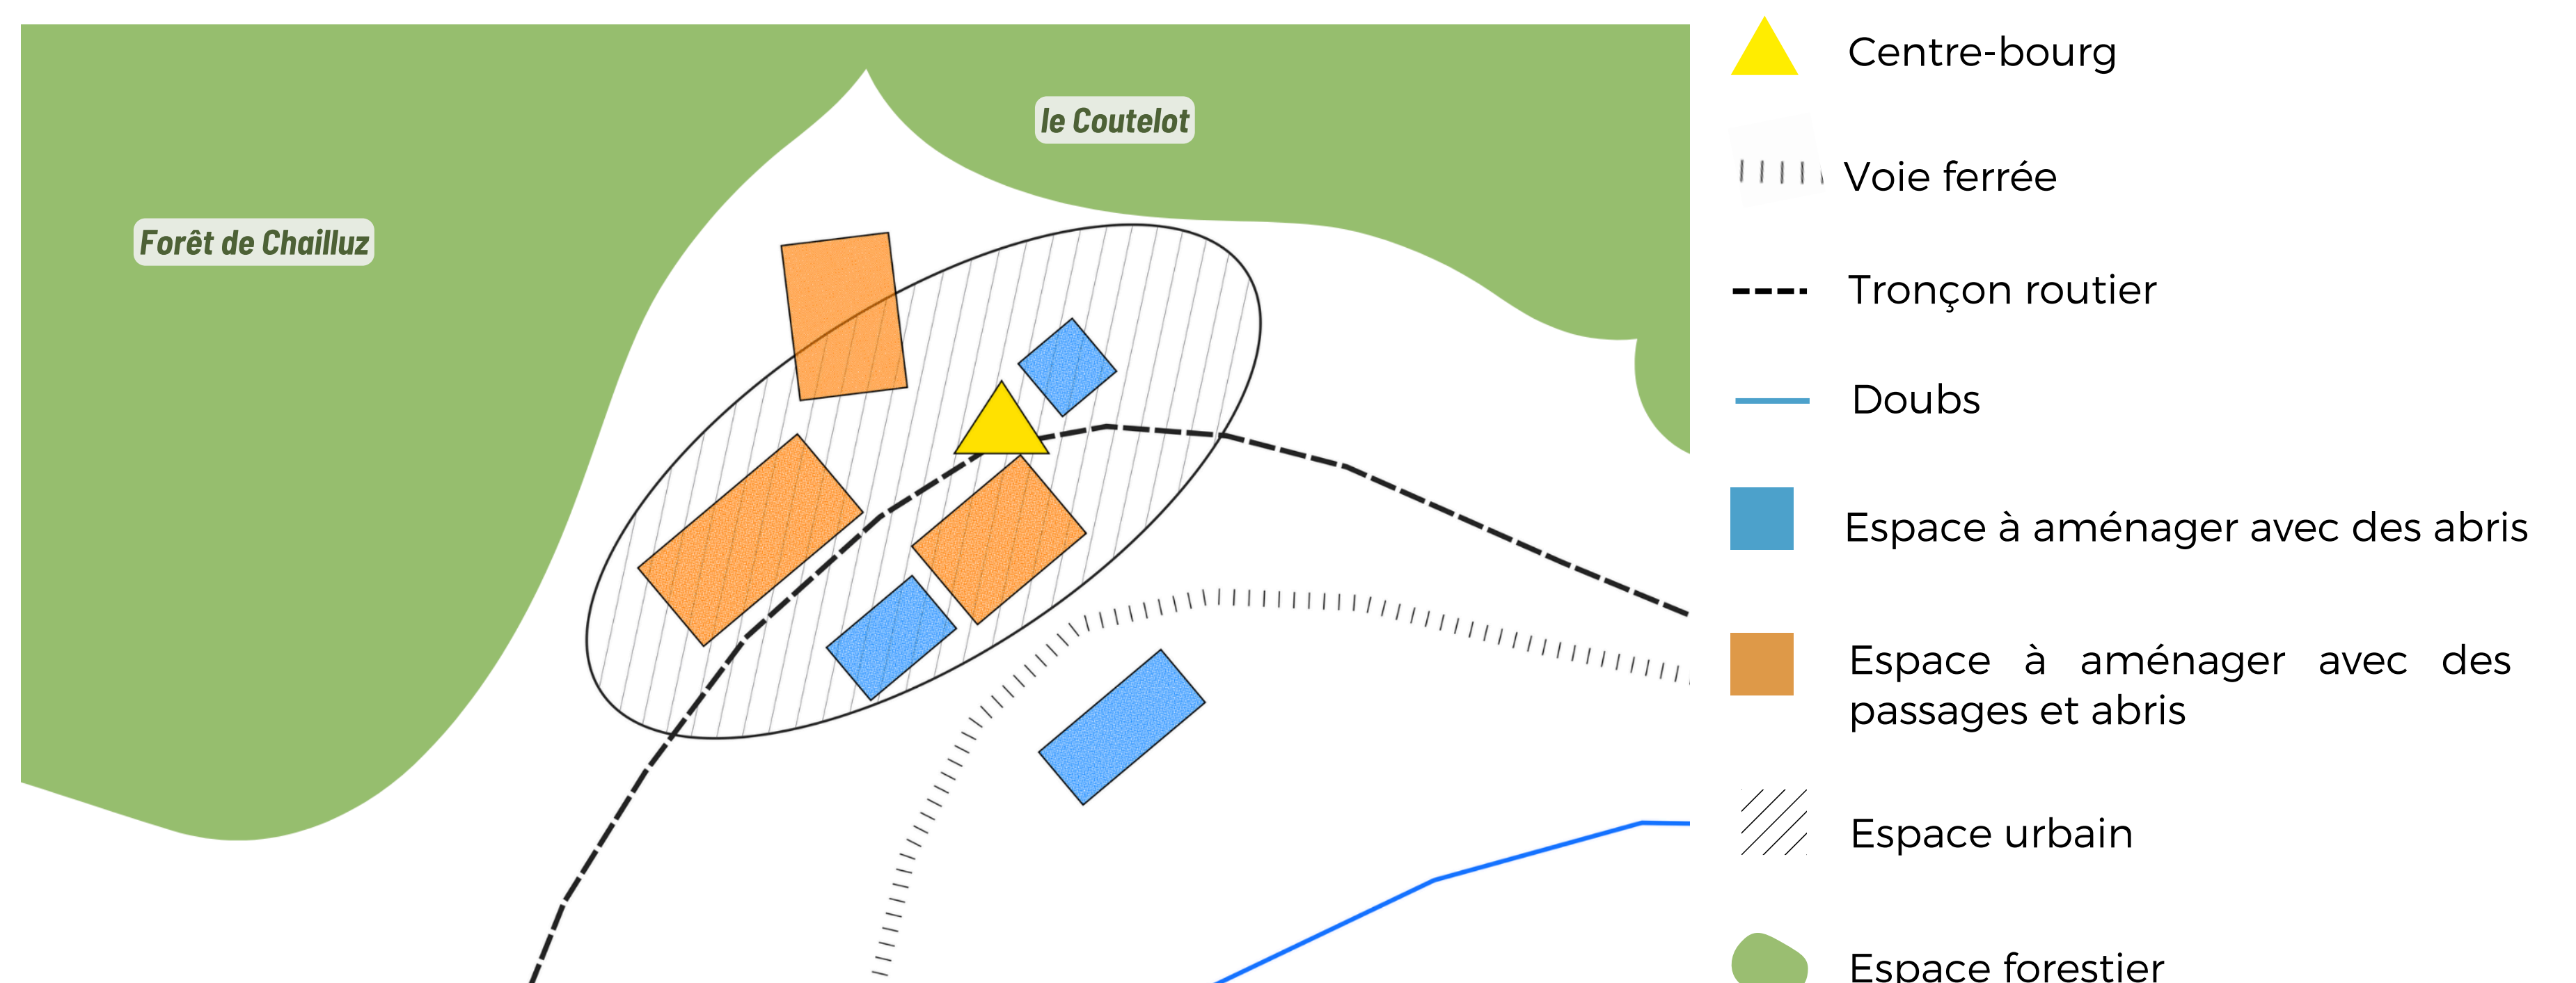 le Coutelot
Forêt de Chailluz
Centre-bourg
Voie ferrée
Tronçon routier
Doubs
Espace à aménager avec des abris
Espace à aménager avec des
passages et abris
Espace urbain
Espace forestier